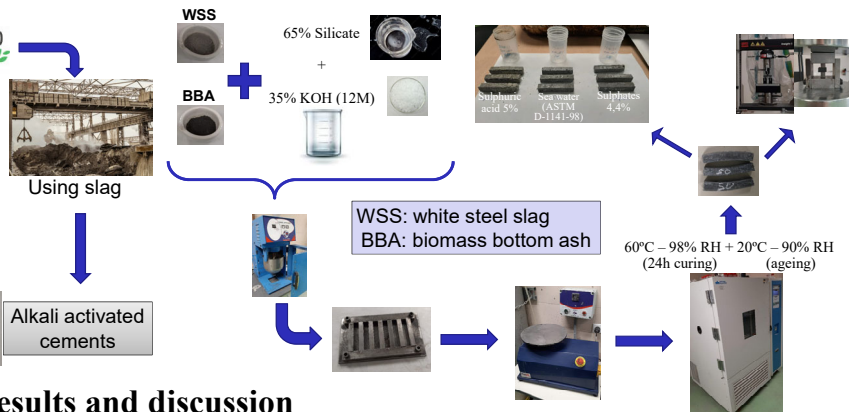 WSS
65% Silicate
+
BBA
35% KOH (12M)
Sulphuric
acid 5%
Sea water
(ASTM
D-1141-98)
Sulphates
4,4%
Using slag
WSS: white steel slag
BBA: biomass bottom ash
60ºC – 98% RH + 20ºC – 90% RH
(24h curing)
(ageing)
Alkali activated
cements
esults and discussion